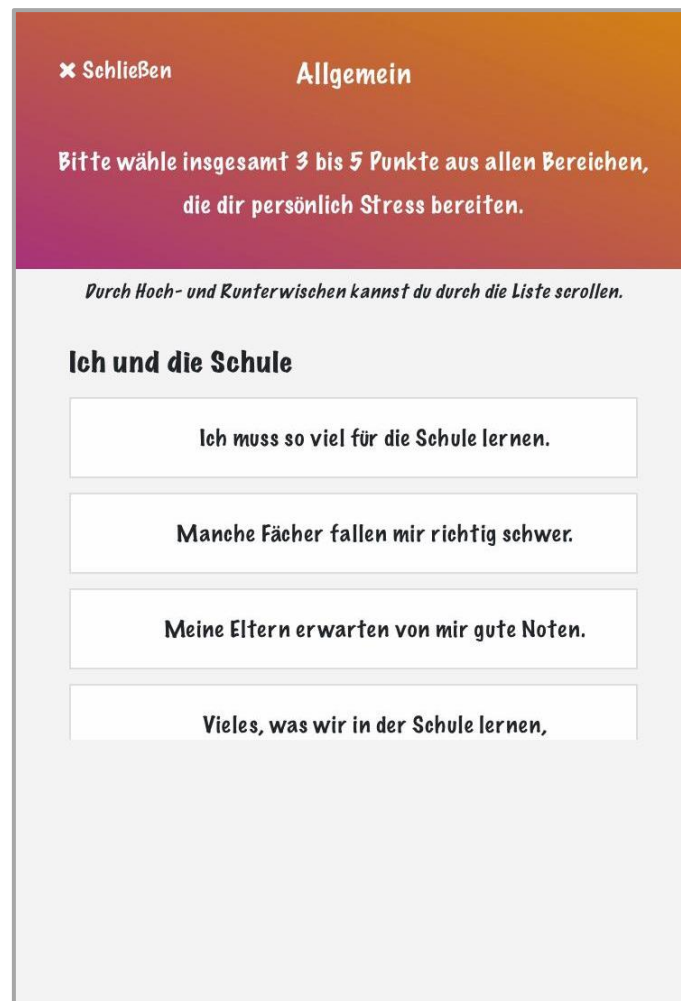 ✖ Schließen
Allgemein
Bitte wähle insgesamt 3 bis 5 Punkte aus allen Bereichen,
die dir persönlich Stress bereiten.
Durch Hoch- und Runterwischen kannst du durch die Liste scrollen.
Ich und die Schule
Ich muss so viel für die Schule lernen.
Manche Fächer fallen mir richtig schwer.
Meine Eltern erwarten von mir gute Noten.
Vieles, was wir in der Schule lernen,